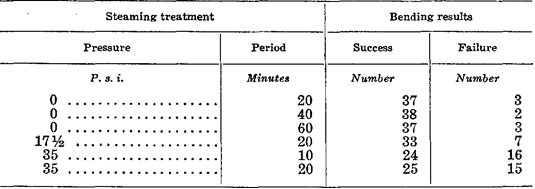 Steaming treatment Bending results
Pressure Period Success Failure
P. s. i. Minutes Number Number
0 ..................... 20 37 3
0 ..................... 40 38 2
0 ..................... 60 37 3
17½ ..................... 20 33 7
35 ..................... 10 24 16
35 ..................... 20 25 15